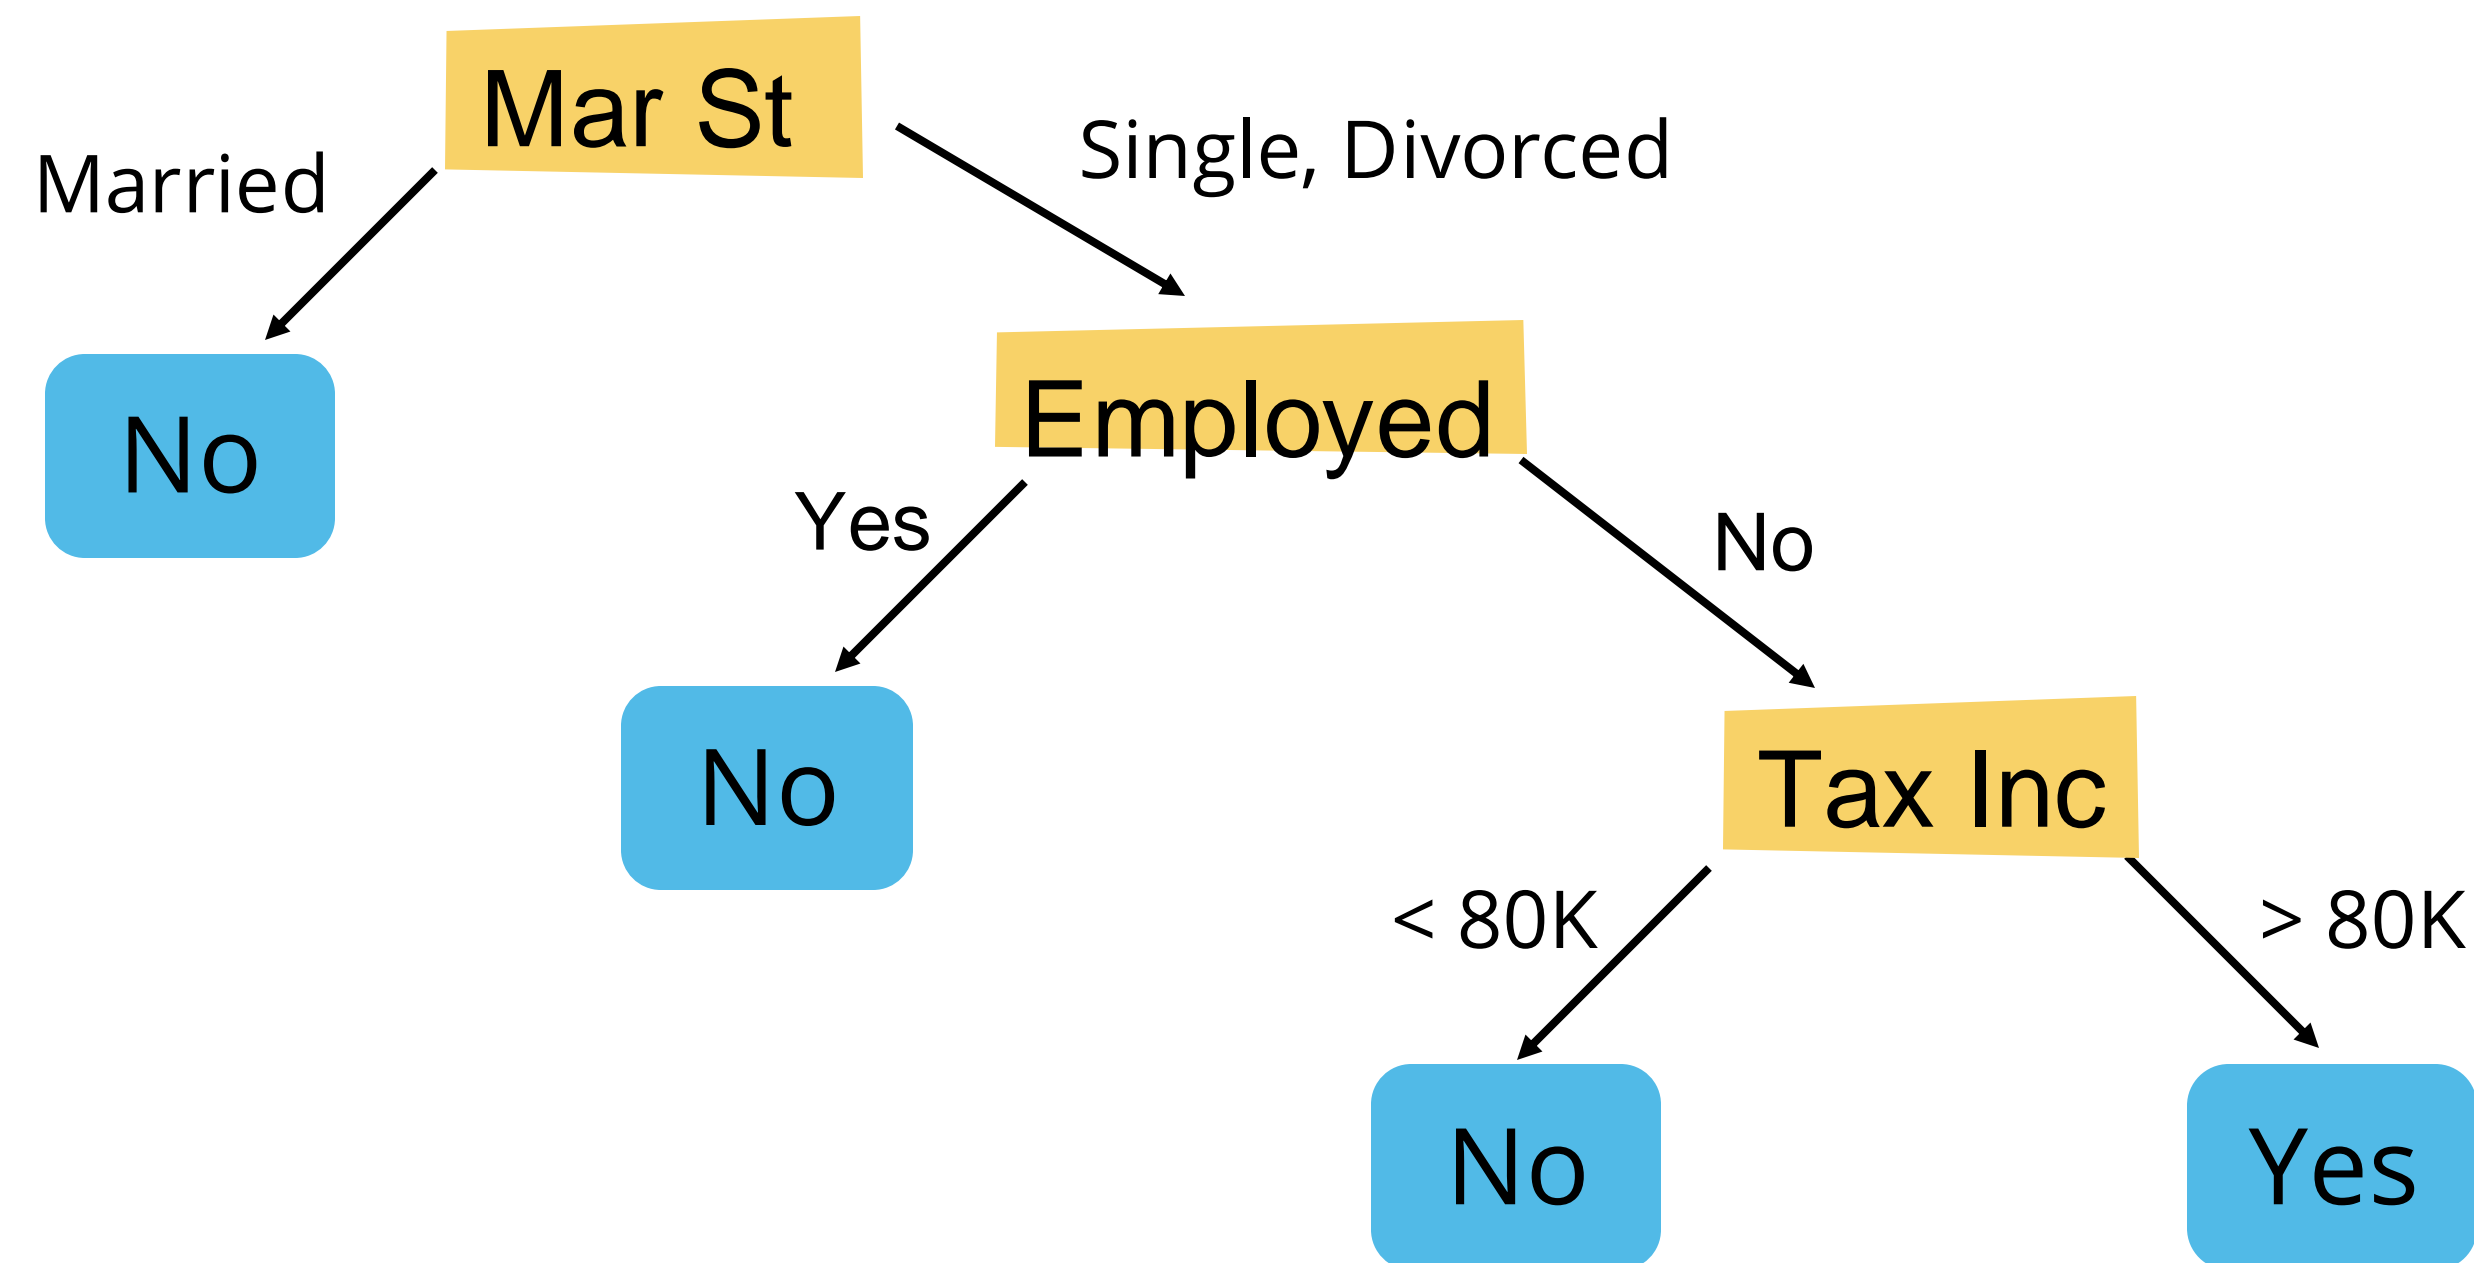 Mar St
Married
Single, Divorced
No
Employed
Yes
No
No
Tax Inc
< 80K
> 80K
No
Yes